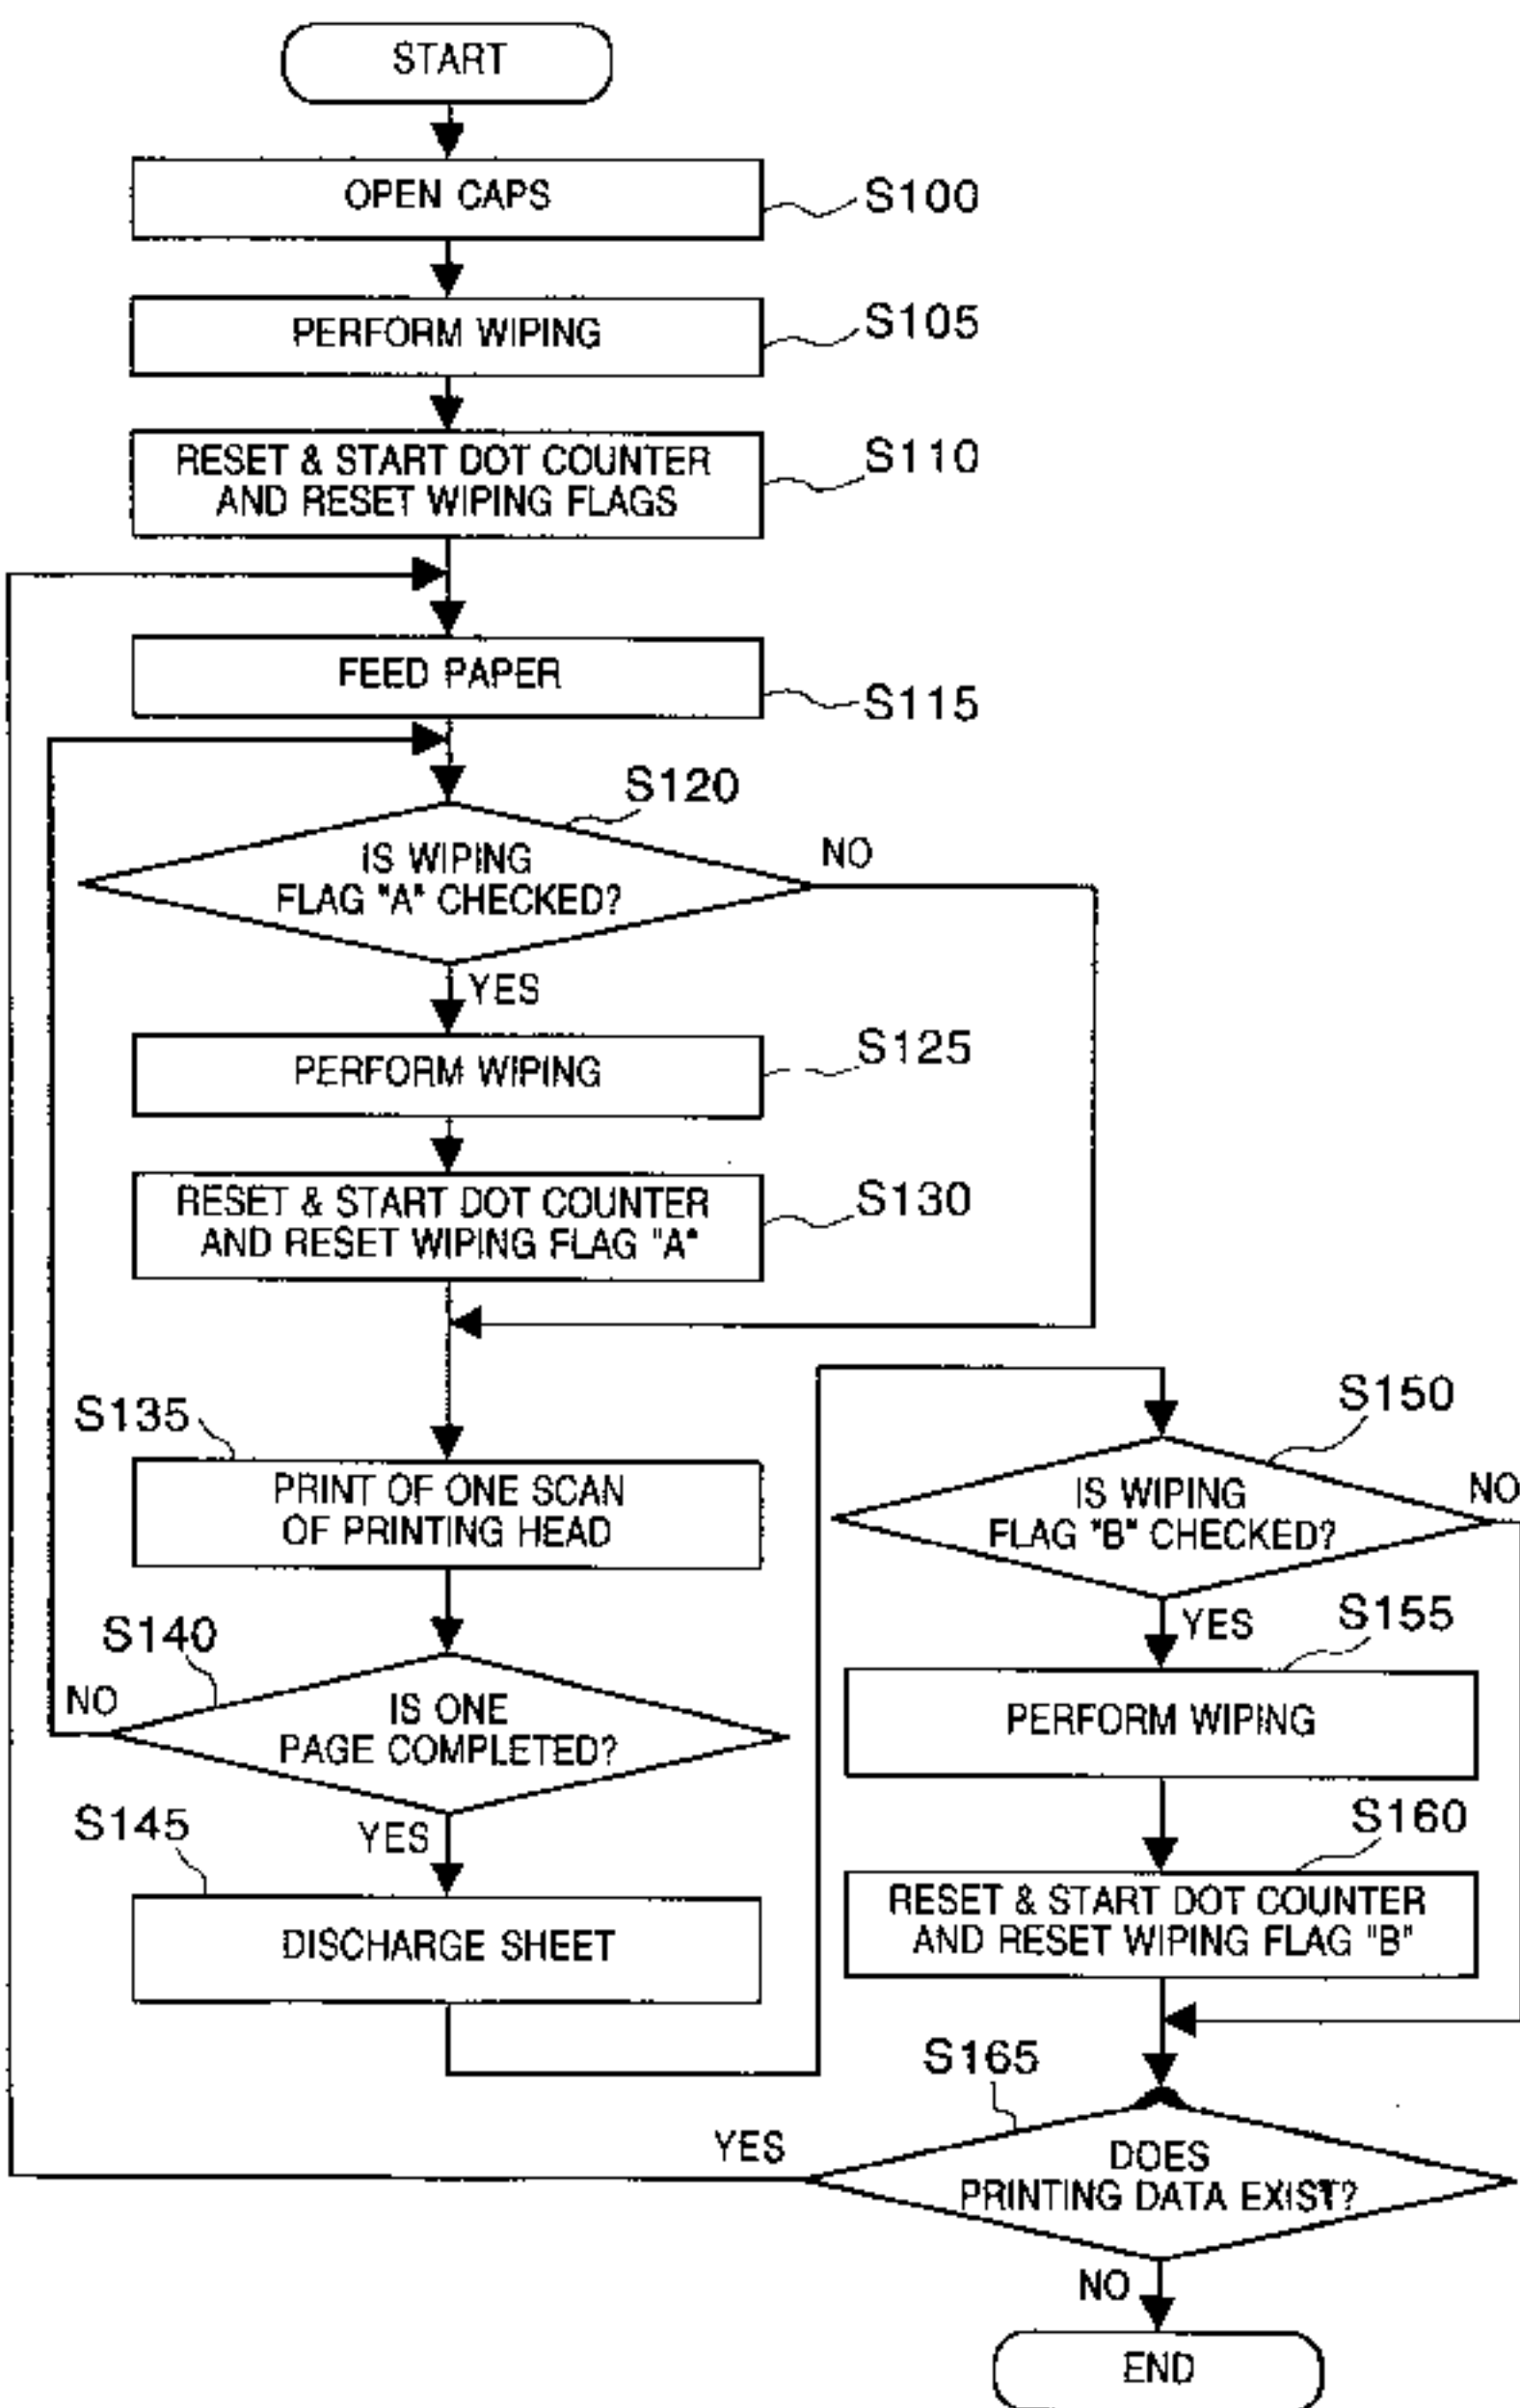 START
OPEN CAPS
S100
PERFORM WIPING
S105
RESET & START DOT COUNTER
AND RESET WIPING FLAGS
S110
FEED PAPER
S115
S120
IS WIPING
FLAG "A" CHECKED?
NO
YES
PERFORM WIPING
S125
RESET & START DOT COUNTER
AND RESET WIPING FLAG "A"
S130
S135
PRINT OF ONE SCAN
OF PRINTING HEAD
S140
NO
IS ONE
PAGE COMPLETED?
YES
S145
DISCHARGE SHEET
S150
IS WIPING
FLAG "B" CHECKED?
NO
YES
S155
PERFORM WIPING
S160
RESET & START DOT COUNTER
AND RESET WIPING FLAG "B"
S165
YES
DOES
PRINTING DATA EXIST?
NO
END